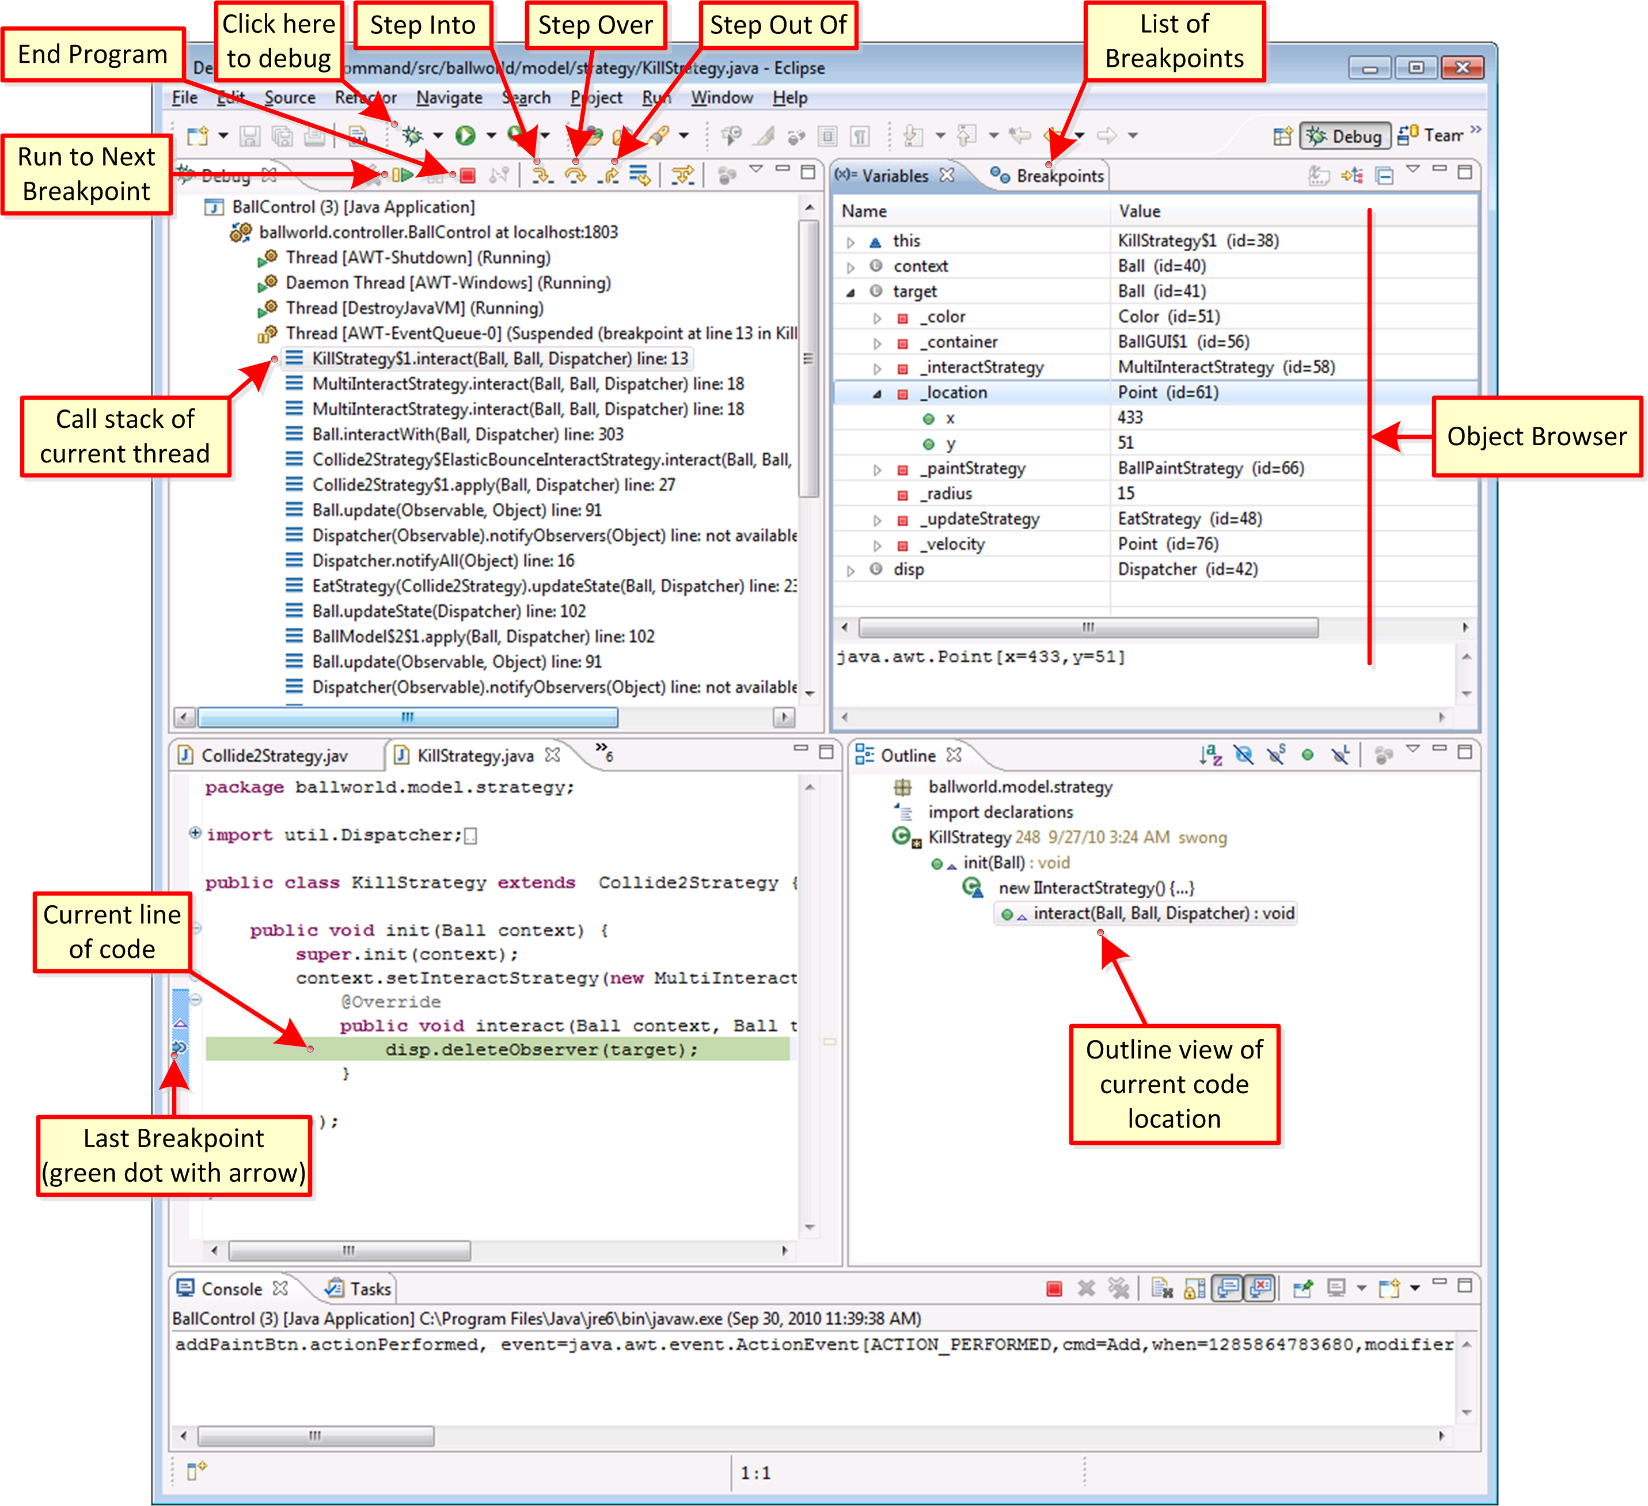 End Program
Click here
to debug
Step Into
Step Over
Step Out Of
List of
Breakpoints
ommand/src/ballworld/model/strategy/KillStrategy.java - Eclipse
File Edit Source Refactor Navigate Search Project Run Window Help
Debug
Team
Run to Next
Breakpoint
Debug
BallControl (3) [Java Application]
ballworld.controller.BallControl at localhost:1803
Thread [AWT-Shutdown] (Running)
Daemon Thread [AWT-Windows] (Running)
Thread [DestroyJavaVM] (Running)
Thread [AWT-EventQueue-0] (Suspended (breakpoint at line 13 in Kil
KillStrategy$1.interact(Ball, Ball, Dispatcher) line: 13
MultiInteractStrategy.interact(Ball, Ball, Dispatcher) line: 18
MultiInteractStrategy.interact(Ball, Ball, Dispatcher) line: 18
Ball.interactWith(Ball, Dispatcher) line: 303
Collide2Strategy$ElasticBounceInteractStrategy.interact(Ball, Ball,
Collide2Strategy$1.apply(Ball, Dispatcher) line: 27
Ball.update(Observable, Object) line: 91
Dispatcher(Observable).notifyObservers(Object) line: not available
Dispatcher.notifyAll(Object) line: 16
EatStrategy(Collide2Strategy).updateState(Ball, Dispatcher) line: 23
Ball.updateState(Dispatcher) line: 102
BallModel$2$1.apply(Ball, Dispatcher) line: 102
Ball.update(Observable, Object) line: 91
Dispatcher(Observable).notifyObservers(Object) line: not available
Call stack of
current thread
(x)= Variables
Breakpoints
Name Value
this KillStrategy$1 (id=38)
context Ball (id=40)
target Ball (id=41)
_color Color (id=51)
_container BallGUI$1 (id=56)
_interactStrategy MultiInteractStrategy (id=58)
_location Point (id=61)
x 433
y 51
_paintStrategy BallPaintStrategy (id=66)
_radius 15
_updateStrategy EatStrategy (id=48)
_velocity Point (id=76)
disp Dispatcher (id=42)
java.awt.Point[x=433,y=51]
Object Browser
Collide2Strategy.jav
KillStrategy.java
»6
package ballworld.model.strategy;
import util.Dispatcher;
public class KillStrategy extends Collide2Strategy {
public void init(Ball context) {
super.init(context);
context.setInteractStrategy(new MultiInteract
@Override
public void interact(Ball context, Ball t
disp.deleteObserver(target);
}
);
Current line
of code
Last Breakpoint
(green dot with arrow)
Outline
ballworld.model.strategy
import declarations
KillStrategy 248 9/27/10 3:24 AM swong
init(Ball) : void
new IInteractStrategy() {...}
interact(Ball, Ball, Dispatcher) : void
Outline view of
current code
location
Console
Tasks
BallControl (3) [Java Application] C:\Program Files\Java\jre6\bin\javaw.exe (Sep 30, 2010 11:39:38 AM)
addPaintBtn.actionPerformed, event=java.awt.event.ActionEvent[ACTION_PERFORMED,cmd=Add,when=1285864783680,modifier
1:1